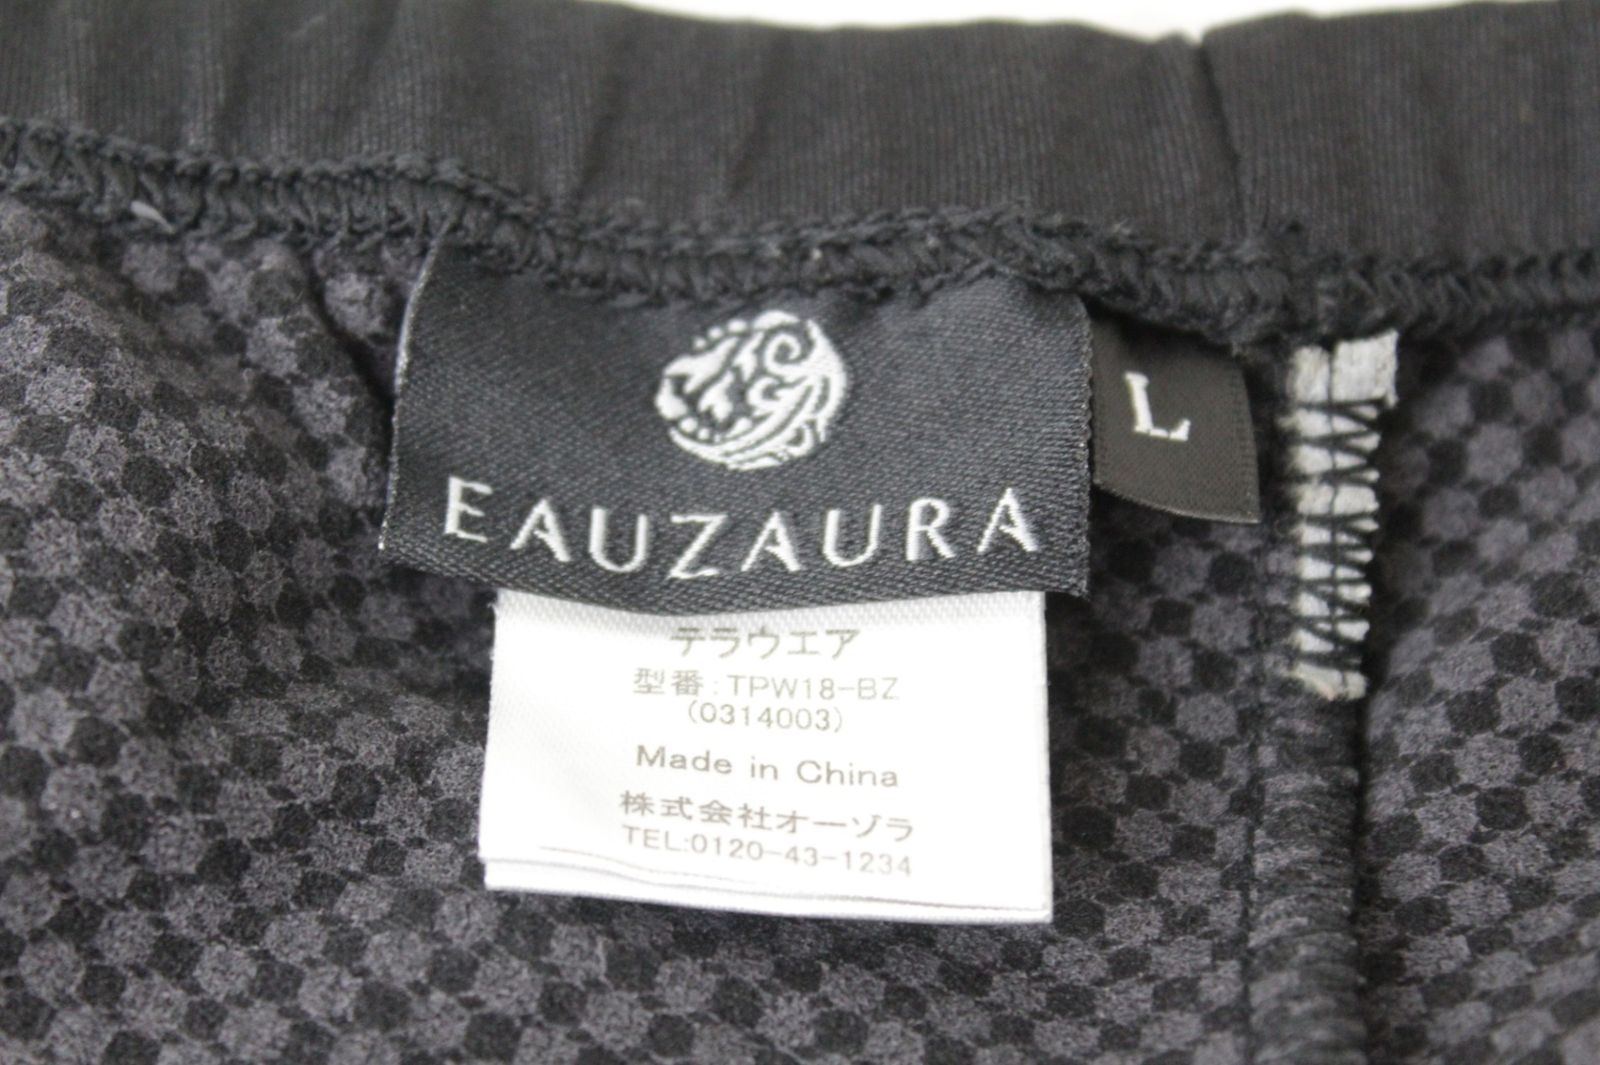 EAUZAURA
L
テラウエア
型番:TPW18-BZ
(0314003)
Made in China
株式会社オーゾラ
TEL:0120-43-1234